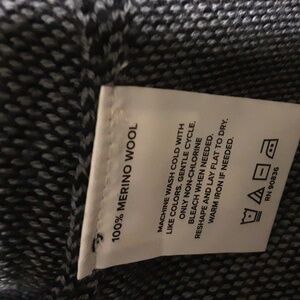 100% MERINO WOOL
MACHINE WASH COLD WITH
LIKE COLORS. GENTLE CYCLE.
ONLY NON-CHLORINE
BLEACH WHEN NEEDED.
RESHAPE AND LAY FLAT TO DRY.
WARM IRON IF NEEDED.
RN 90836